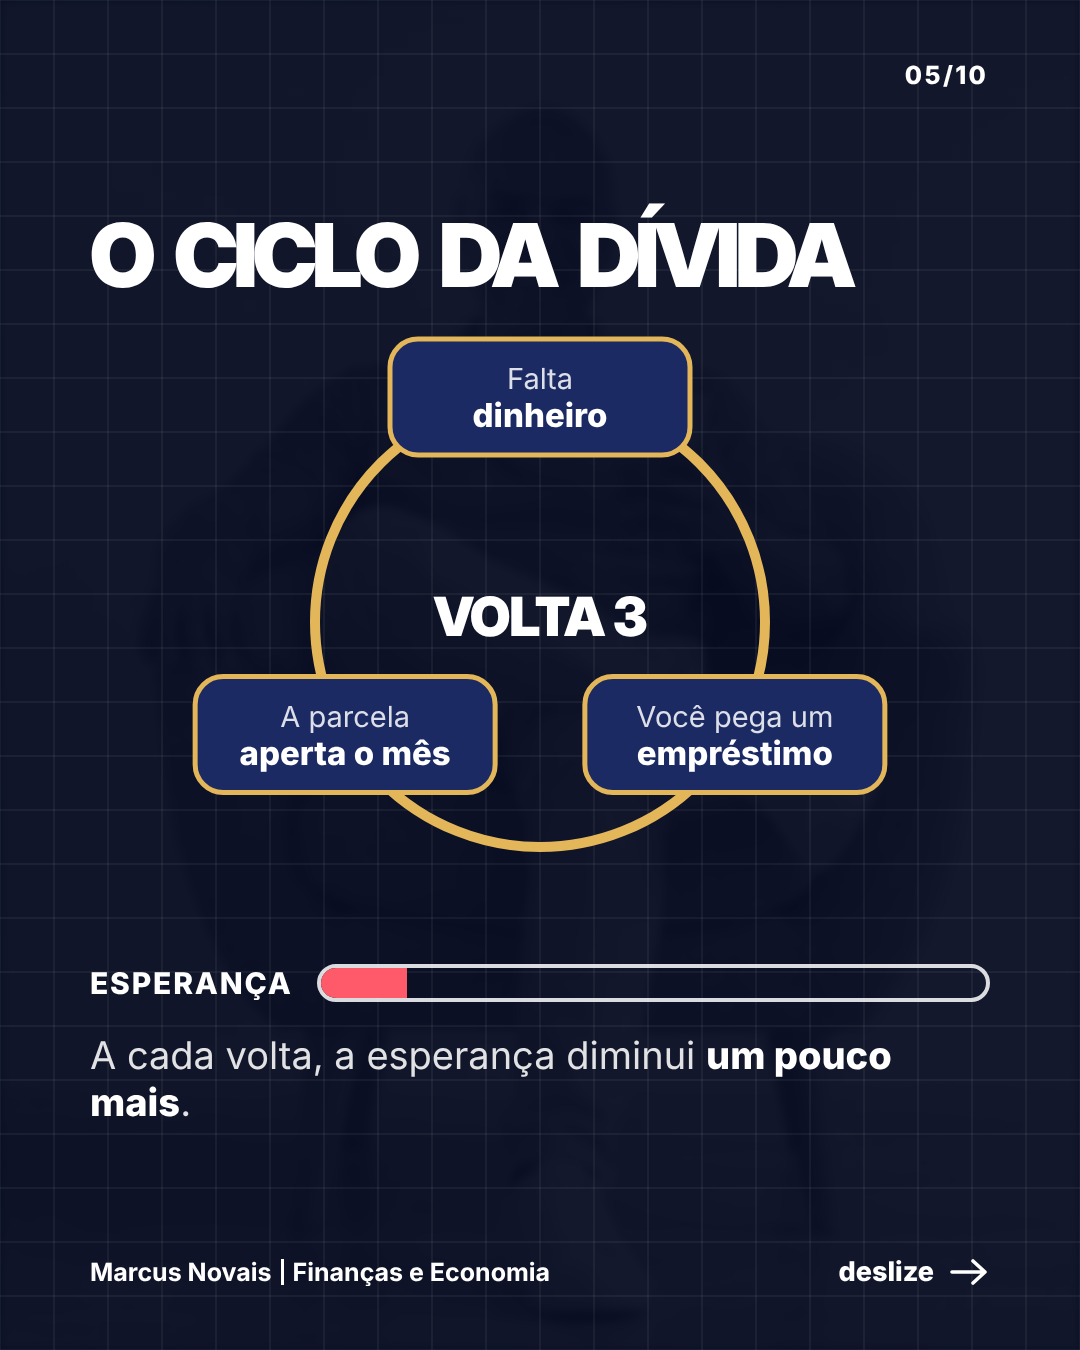 05/10
O CICLO DA DÍVIDA
Falta
dinheiro
VOLTA 3
A parcela
aperta o mês
Você pega um
empréstimo
ESPERANÇA
A cada volta, a esperança diminui um pouco
mais.
Marcus Novais | Finanças e Economia
deslize →